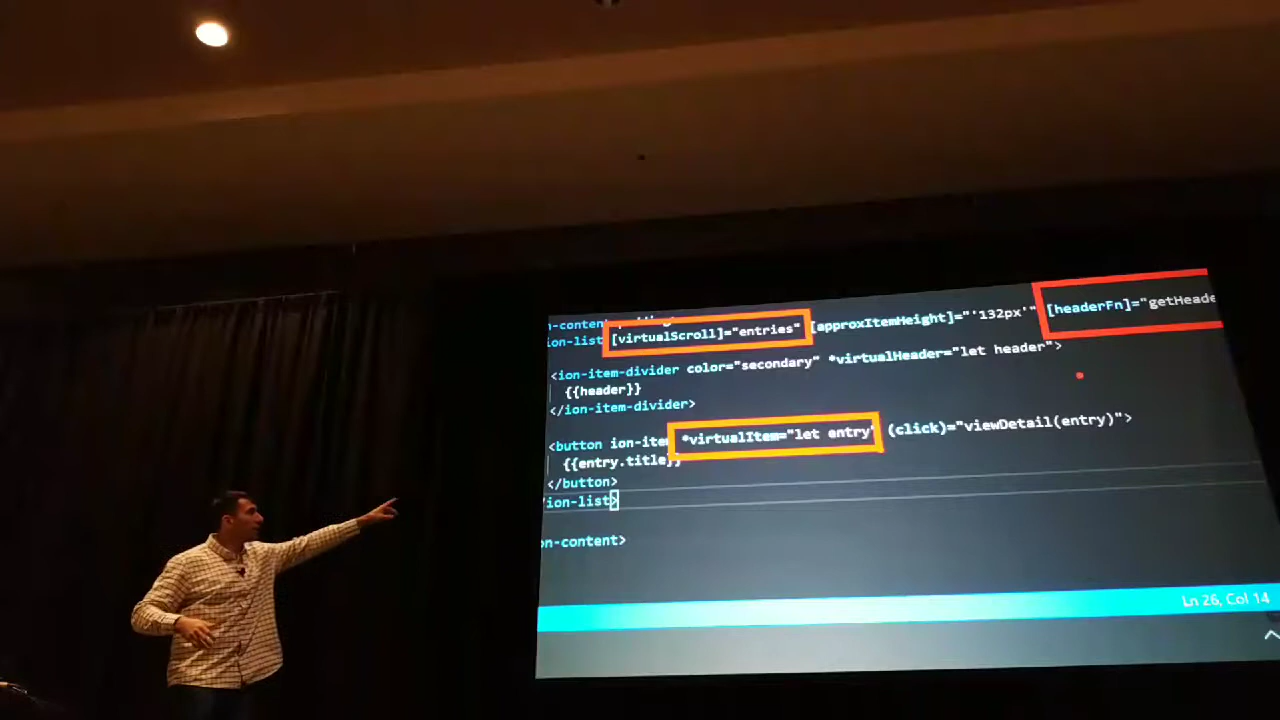 on-content
ion-list [virtualScroll]="entries" [approxItemHeight]="'132px'" [headerFn]="getHeade
<ion-item-divider color="secondary" *virtualHeader="let header">
{{header}}
</ion-item-divider>
<button ion-item *virtualItem="let entry" (click)="viewDetail(entry)">
{{entry.title}}
</button>
/ion-list>
on-content>
Ln 26, Col 14